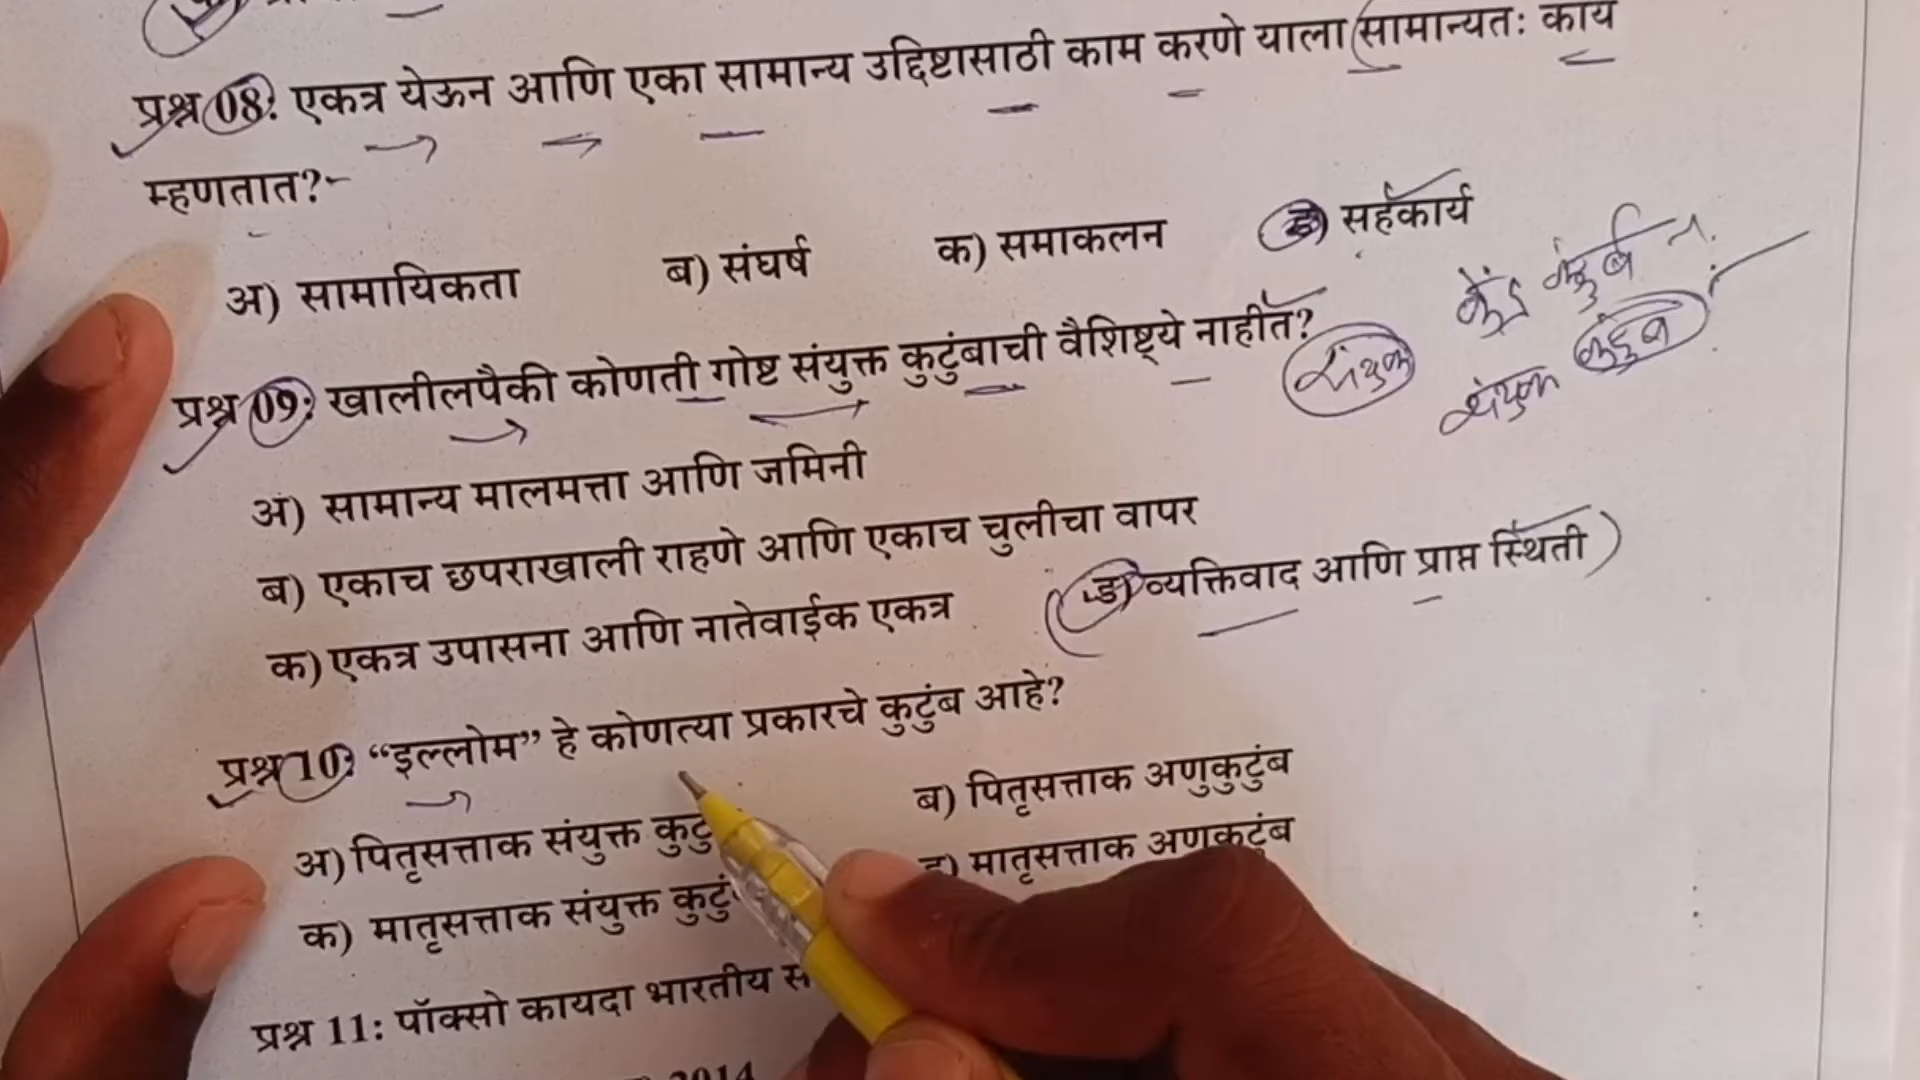 प्रश्न 08: एकत्र येऊन आणि एका सामान्य उद्दिष्टासाठी काम करणे याला सामान्यतः काय
म्हणतात?
अ) सामायिकता ब) संघर्ष क) समाकलन ड) सहकार्य
केंद्र कुटुंब
प्रश्न 09: खालीलपैकी कोणती गोष्ट संयुक्त कुटुंबाची वैशिष्ट्ये नाहीत? संयुक्त
संयुक्त कुटुंब
अ) सामान्य मालमत्ता आणि जमिनी
ब) एकाच छपराखाली राहणे आणि एकाच चुलीचा वापर
क) एकत्र उपासना आणि नातेवाईक एकत्र ड) व्यक्तिवाद आणि प्राप्त स्थिती
प्रश्न 10: “इल्लोम” हे कोणत्या प्रकारचे कुटुंब आहे?
अ) पितृसत्ताक संयुक्त ब) पितृसत्ताक अणुकुटुंब
क) मातृसत्ताक संयुक्त ड) मातृसत्ताक अणुकुटुंब
प्रश्न 11: पॉक्सो कायदा भारतीय
2014